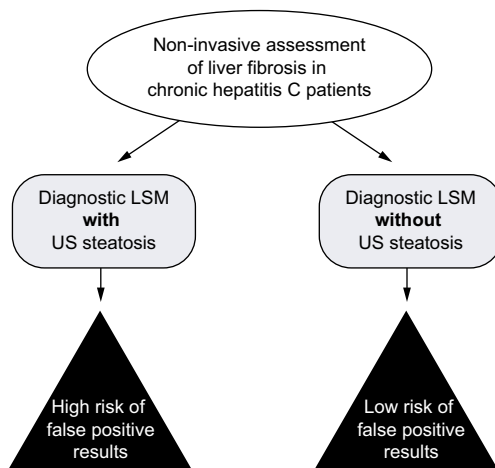 Non-invasive assessment
of liver fibrosis in
chronic hepatitis C patients
Diagnostic LSM
with
US steatosis
Diagnostic LSM
without
US steatosis
High risk of
false positive
results
Low risk of
false positive
results